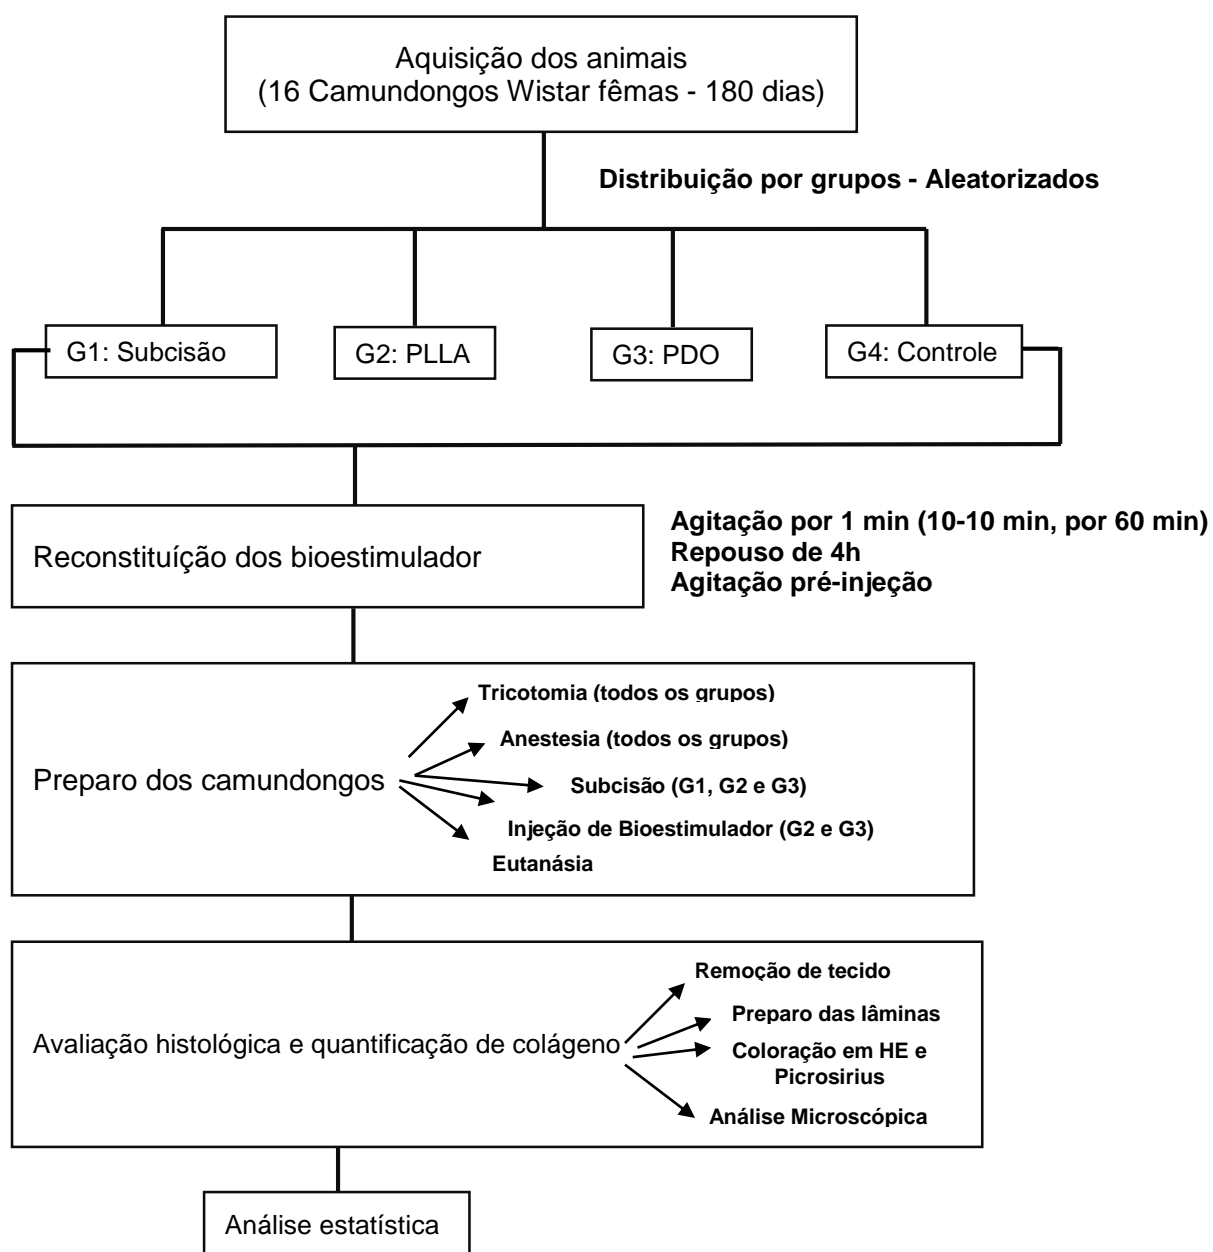 Aquisição dos animais
(16 Camundongos Wistar fêmas - 180 dias)
Distribuição por grupos - Aleatorizados
G1: Subcisão
G2: PLLA
G3: PDO
G4: Controle
Reconstituíção dos bioestimulador
Agitação por 1 min (10-10 min, por 60 min)
Repouso de 4h
Agitação pré-injeção
Preparo dos camundongos
Tricotomia (todos os grupos)
Anestesia (todos os grupos)
Subcisão (G1, G2 e G3)
Injeção de Bioestimulador (G2 e G3)
Eutanásia
Avaliação histológica e quantificação de colágeno
Remoção de tecido
Preparo das lâminas
Coloração em HE e
Picrosirius
Análise Microscópica
Análise estatística